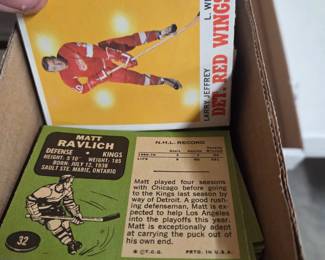 L. W
LARRY JEFFREY
DET. RED WINGS
MATT
RAVLICH
DEFENSE KINGS
HEIGHT: 5'10" WEIGHT: 185
BORN: JULY 12, 1938
SAULT STE. MARIE, ONTARIO
32
N.H.L. RECORD
Matt played four seasons
with Chicago before going
to the Kings last season by
way of Detroit. A good rush-
ing defenseman, Matt is
expected to help Los Angeles
into the playoffs this year.
Matt is exceptionally adept
at carrying the puck out of
his own end.
© T.C.G. PRTD. IN U.S.A.